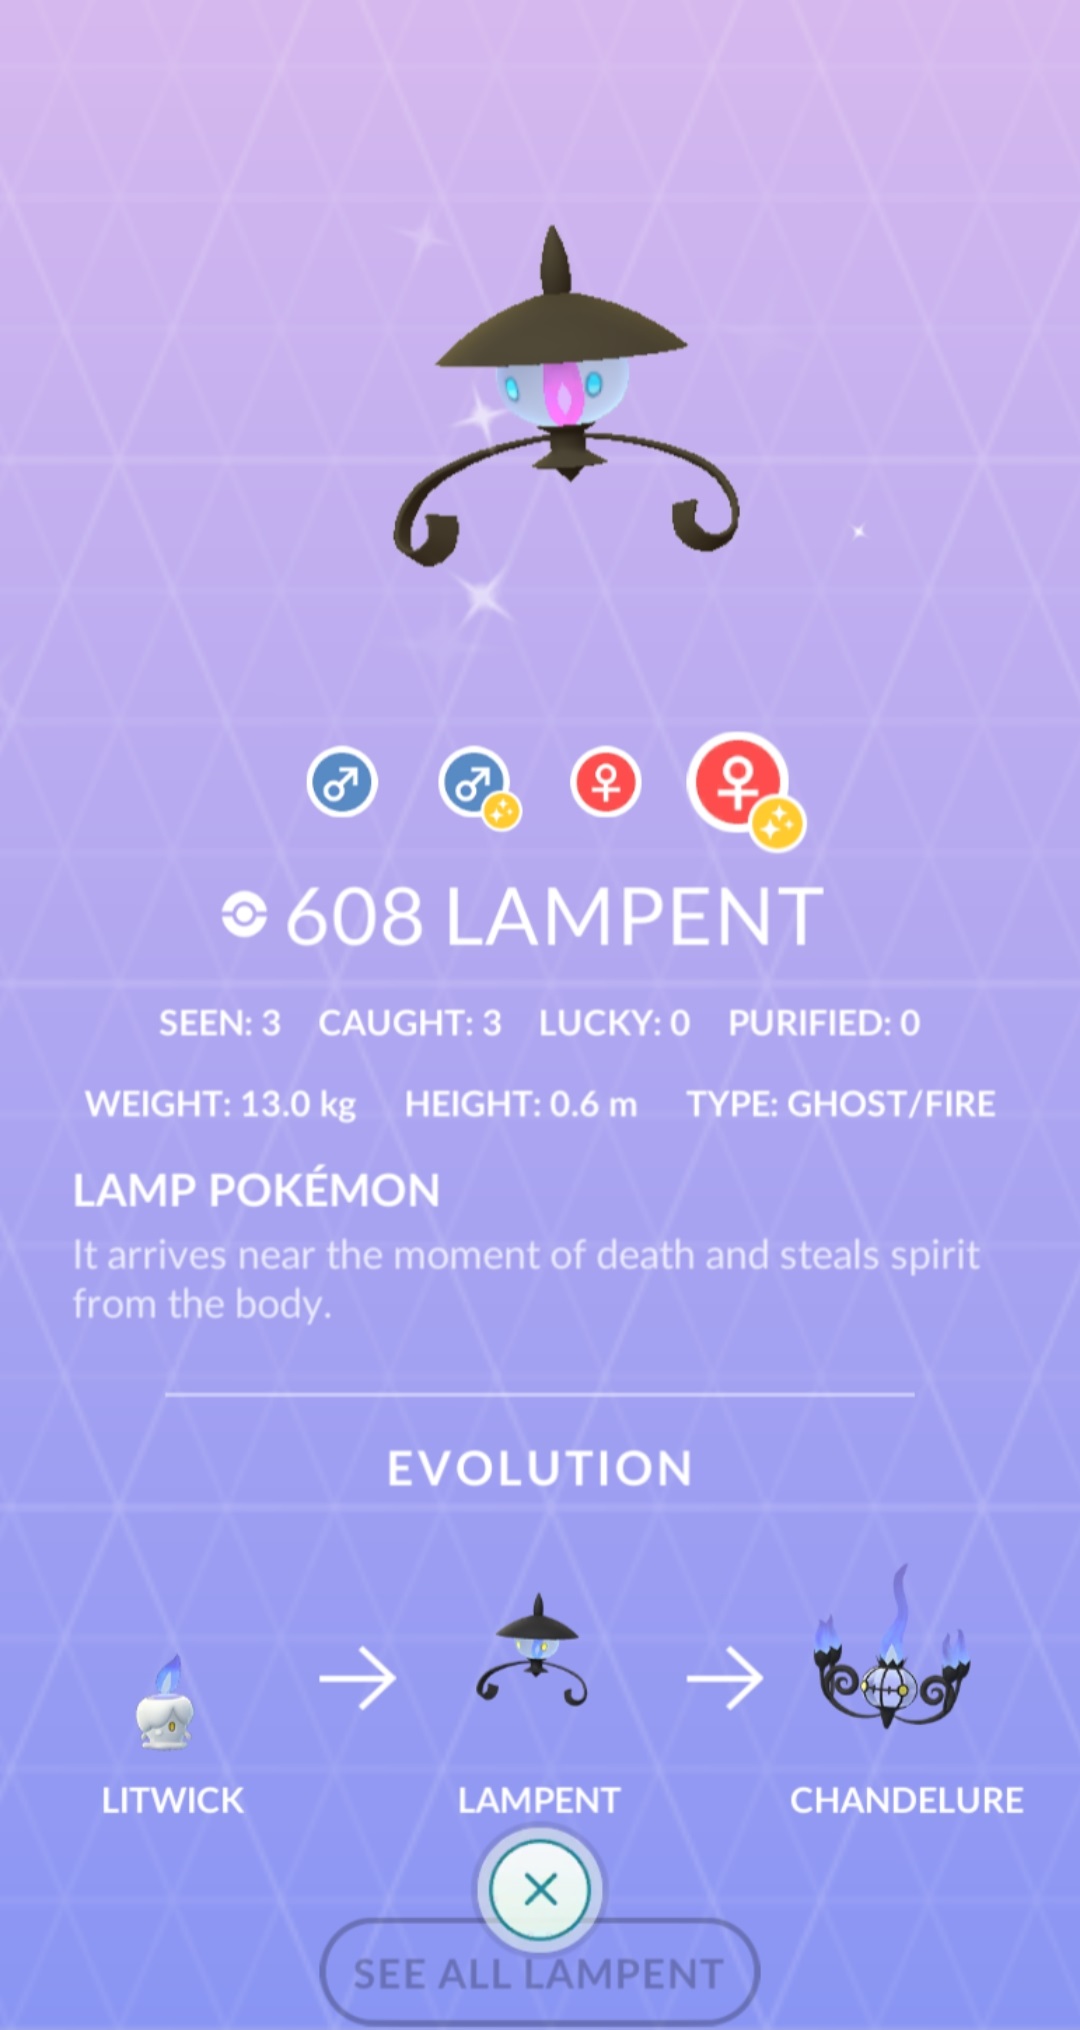 608 LAMPENT
SEEN: 3 CAUGHT: 3 LUCKY: 0 PURIFIED: 0
WEIGHT: 13.0 kg HEIGHT: 0.6 m TYPE: GHOST/FIRE
LAMP POKÉMON
It arrives near the moment of death and steals spirit
from the body.
EVOLUTION
LITWICK LAMPENT CHANDELURE
SEE ALL LAMPENT